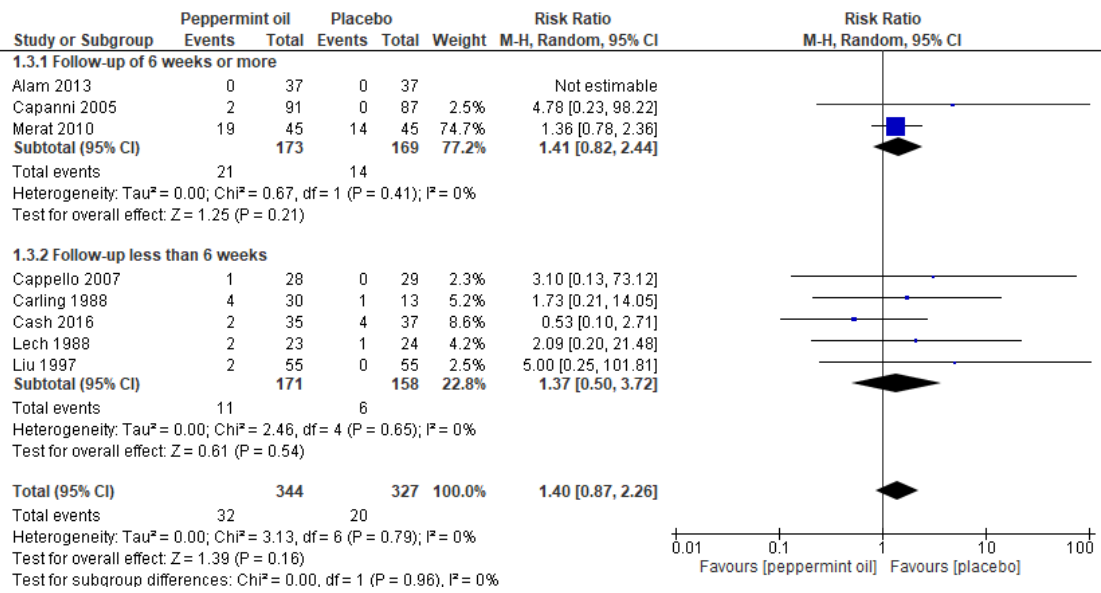 Peppermint oil Placebo Risk Ratio Risk Ratio
Study or Subgroup Events Total Events Total Weight M-H, Random, 95% CI M-H, Random, 95% CI
1.3.1 Follow-up of 6 weeks or more
Alam 2013 0 37 0 37 Not estimable
Capanni 2005 2 91 0 87 2.5% 4.78 [0.23, 98.22]
Merat 2010 19 45 14 45 74.7% 1.36 [0.78, 2.36]
Subtotal (95% CI) 173 169 77.2% 1.41 [0.82, 2.44]
Total events 21 14
Heterogeneity: Tau² = 0.00; Chi² = 0.67, df = 1 (P = 0.41); I² = 0%
Test for overall effect: Z = 1.25 (P = 0.21)
1.3.2 Follow-up less than 6 weeks
Cappello 2007 1 28 0 29 2.3% 3.10 [0.13, 73.12]
Carling 1988 4 30 1 13 5.2% 1.73 [0.21, 14.05]
Cash 2016 2 35 4 37 8.6% 0.53 [0.10, 2.71]
Lech 1988 2 23 1 24 4.2% 2.09 [0.20, 21.48]
Liu 1997 2 55 0 55 2.5% 5.00 [0.25, 101.81]
Subtotal (95% CI) 171 158 22.8% 1.37 [0.50, 3.72]
Total events 11 6
Heterogeneity: Tau² = 0.00; Chi² = 2.46, df = 4 (P = 0.65); I² = 0%
Test for overall effect: Z = 0.61 (P = 0.54)
Total (95% CI) 344 327 100.0% 1.40 [0.87, 2.26]
Total events 32 20
Heterogeneity: Tau² = 0.00; Chi² = 3.13, df = 6 (P = 0.79); I² = 0%
Test for overall effect: Z = 1.39 (P = 0.16)
Test for subgroup differences: Chi² = 0.00, df = 1 (P = 0.96), I² = 0%
0.01 0.1 1 10 100
Favours [peppermint oil] Favours [placebo]